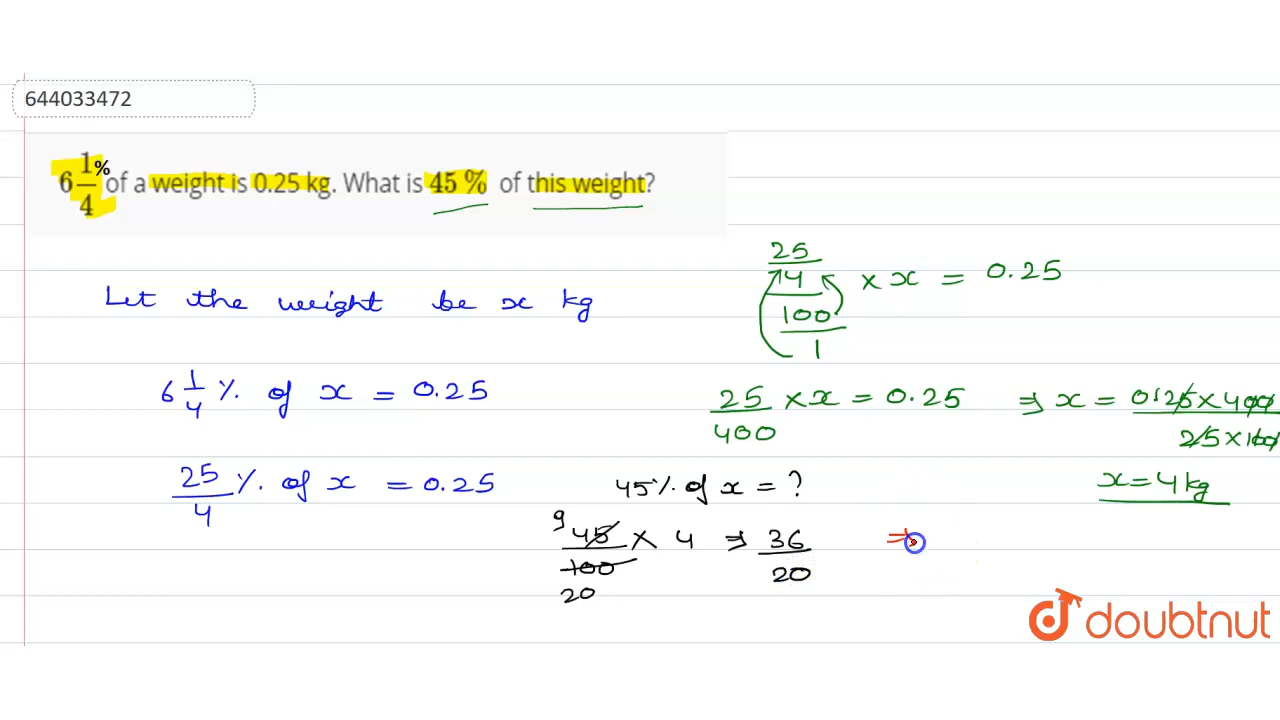 644033472
6 1/4 % of a weight is 0.25 kg. What is 45 % of this weight?
Let the weight be x kg
6 1/4 % of x = 0.25
25/4 % of x = 0.25
25/4 / 100/1 × x = 0.25
25/400 × x = 0.25 ⇒ x = 0.25 × 400 / 25 × 100
x = 4 kg
45% of x = ?
9 45/100 20 × 4 ⇒ 36/20 ⇒
doubtnut